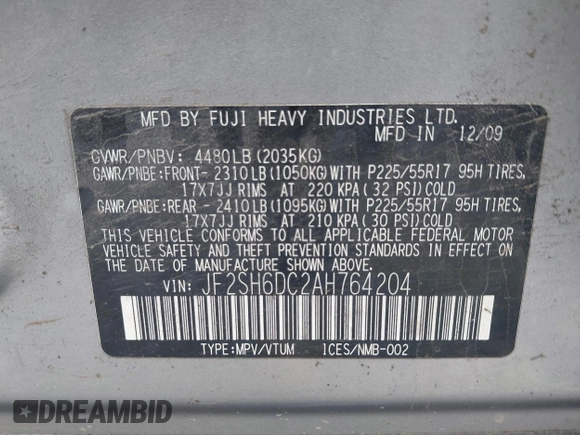 MFD BY FUJI HEAVY INDUSTRIES LTD.
MFD IN 12/09
GVWR/PNBV: 4480LB (2035KG)
GAWR/PNBE:FRONT- 2310LB (1050KG) WITH P225/55R17 95H TIRES,
17X7JJ RIMS AT 220 KPA (32 PSI) COLD
GAWR/PNBE:REAR - 2410LB (1095KG) WITH P225/55R17 95H TIRES,
17X7JJ RIMS AT 210 KPA (30 PSI) COLD
THIS VEHICLE CONFORMS TO ALL APPLICABLE FEDERAL MOTOR
VEHICLE SAFETY AND THEFT PREVENTION STANDARDS IN EFFECT
ON THE DATE OF MANUFACTURE SHOWN ABOVE.
VIN: JF2SH6DC2AH764204
TYPE:MPV/VTUM ICES/NMB-002
DREAMBID